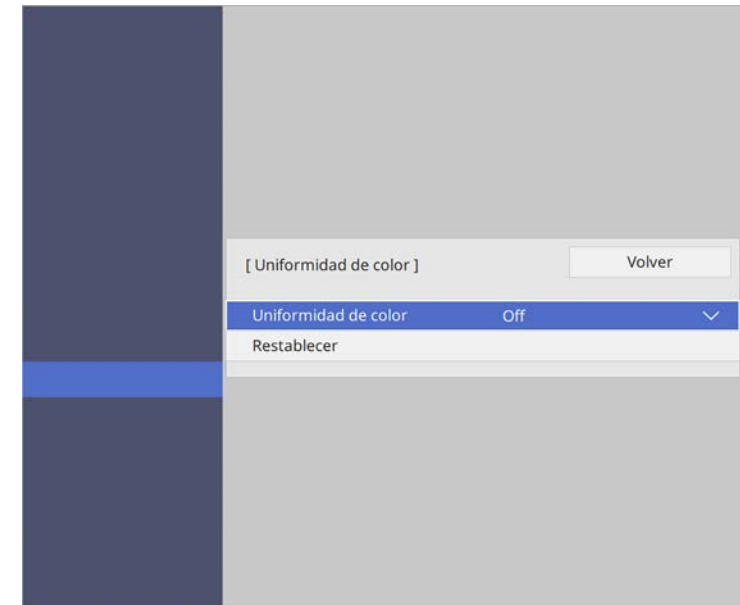 [ Uniformidad de color ] Volver
Uniformidad de color Off
Restablecer